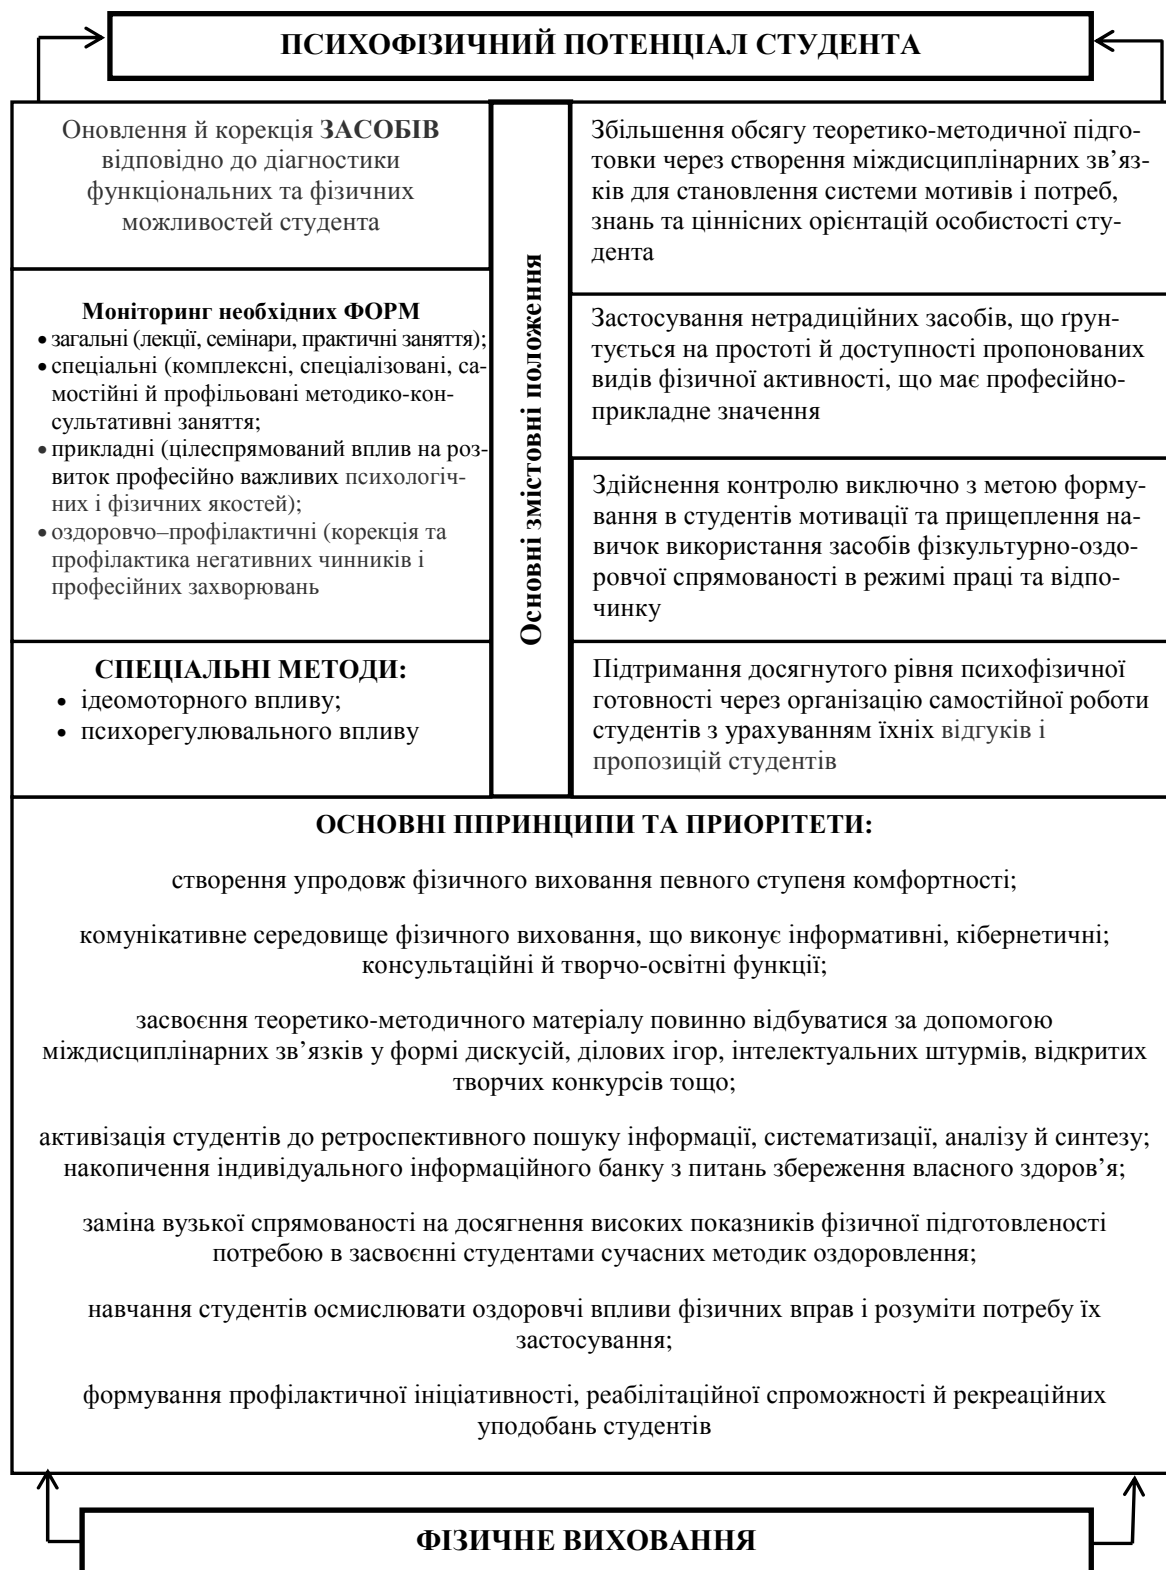 ПСИХОФІЗИЧНИЙ ПОТЕНЦІАЛ СТУДЕНТА
Оновлення й корекція ЗАСОБІВ
відповідно до діагностики
функціональних та фізичних
можливостей студента
Моніторинг необхідних ФОРМ
• загальні (лекції, семінари, практичні заняття);
• спеціальні (комплексні, спеціалізовані, са-
мостійні й профільовані методико-кон-
сультативні заняття;
• прикладні (цілеспрямований вплив на роз-
виток професійно важливих психологіч-
них і фізичних якостей);
• оздоровчо–профілактичні (корекція та
профілактика негативних чинників і
професійних захворювань
СПЕЦІАЛЬНІ МЕТОДИ:
• ідеомоторного впливу;
• психорегулювального впливу
Основні змістовні положення
Збільшення обсягу теоретико-методичної підго-
товки через створення міждисциплінарних зв’яз-
ків для становлення системи мотивів і потреб,
знань та ціннісних орієнтацій особистості сту-
дента
Застосування нетрадиційних засобів, що ґрун-
тується на простоті й доступності пропонованих
видів фізичної активності, що має професійно-
прикладне значення
Здійснення контролю виключно з метою форму-
вання в студентів мотивації та прищеплення на-
вичок використання засобів фізкультурно-оздо-
ровчої спрямованості в режимі праці та відпо-
чинку
Підтримання досягнутого рівня психофізичної
готовності через організацію самостійної роботи
студентів з урахуванням їхніх відгуків і
пропозицій студентів
ОСНОВНІ ППРИНЦИПИ ТА ПРИОРІТЕТИ:
створення упродовж фізичного виховання певного ступеня комфортності;
комунікативне середовище фізичного виховання, що виконує інформативні, кібернетичні;
консультаційні й творчо-освітні функції;
засвоєння теоретико-методичного матеріалу повинно відбуватися за допомогою
міждисциплінарних зв’язків у формі дискусій, ділових ігор, інтелектуальних штурмів, відкритих
творчих конкурсів тощо;
активізація студентів до ретроспективного пошуку інформації, систематизації, аналізу й синтезу;
накопичення індивідуального інформаційного банку з питань збереження власного здоров’я;
заміна вузької спрямованості на досягнення високих показників фізичної підготовленості
потребою в засвоєнні студентами сучасних методик оздоровлення;
навчання студентів осмислювати оздоровчі впливи фізичних вправ і розуміти потребу їх
застосування;
формування профілактичної ініціативності, реабілітаційної спроможності й рекреаційних
уподобань студентів
ФІЗИЧНЕ ВИХОВАННЯ